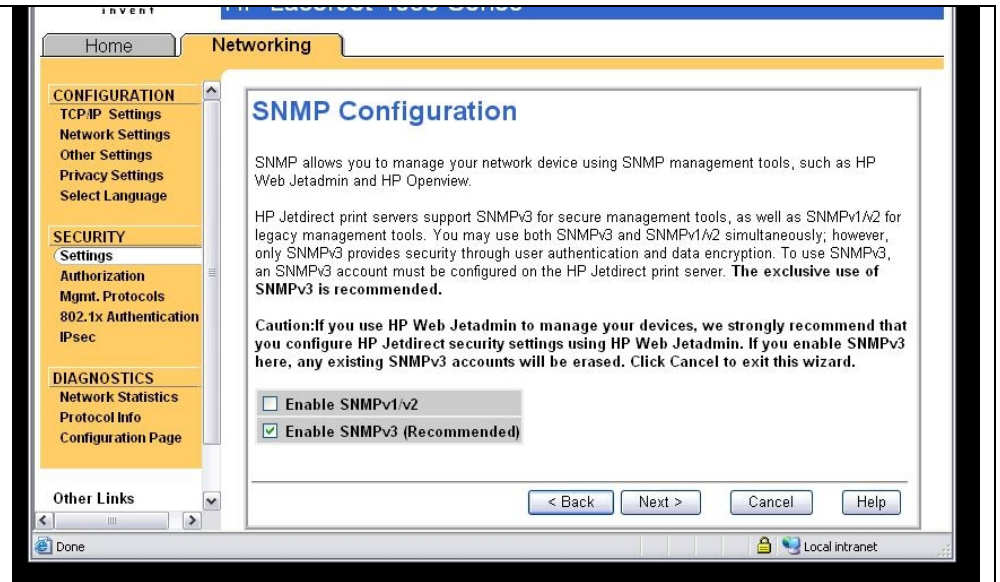 invent
Home
Networking
CONFIGURATION
TCP/IP Settings
Network Settings
Other Settings
Privacy Settings
Select Language
SECURITY
Settings
Authorization
Mgmt. Protocols
802.1x Authentication
IPsec
DIAGNOSTICS
Network Statistics
Protocol Info
Configuration Page
Other Links
SNMP Configuration
SNMP allows you to manage your network device using SNMP management tools, such as HP
Web Jetadmin and HP Openview.
HP Jetdirect print servers support SNMPv3 for secure management tools, as well as SNMPv1/v2 for
legacy management tools. You may use both SNMPv3 and SNMPv1/v2 simultaneously; however,
only SNMPv3 provides security through user authentication and data encryption. To use SNMPv3,
an SNMPv3 account must be configured on the HP Jetdirect print server. The exclusive use of
SNMPv3 is recommended.
Caution:If you use HP Web Jetadmin to manage your devices, we strongly recommend that
you configure HP Jetdirect security settings using HP Web Jetadmin. If you enable SNMPv3
here, any existing SNMPv3 accounts will be erased. Click Cancel to exit this wizard.
Enable SNMPv1/v2
Enable SNMPv3 (Recommended)
< Back
Next >
Cancel
Help
Done
Local intranet